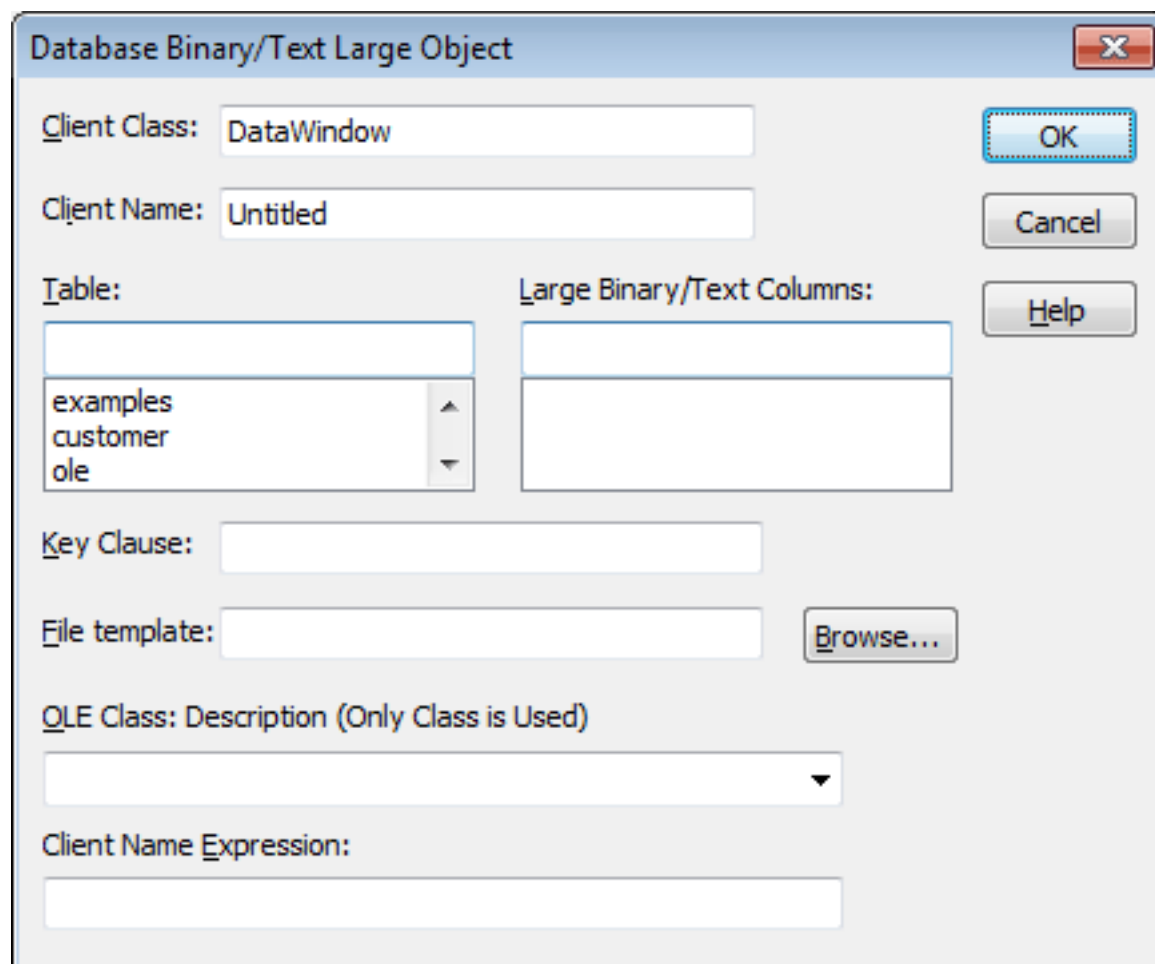 Database Binary/Text Large Object
Client Class: DataWindow
OK
Client Name: Untitled
Cancel
Table: Large Binary/Text Columns:
Help
examples
customer
ole
Key Clause:
File template: Browse...
OLE Class: Description (Only Class is Used)
Client Name Expression: